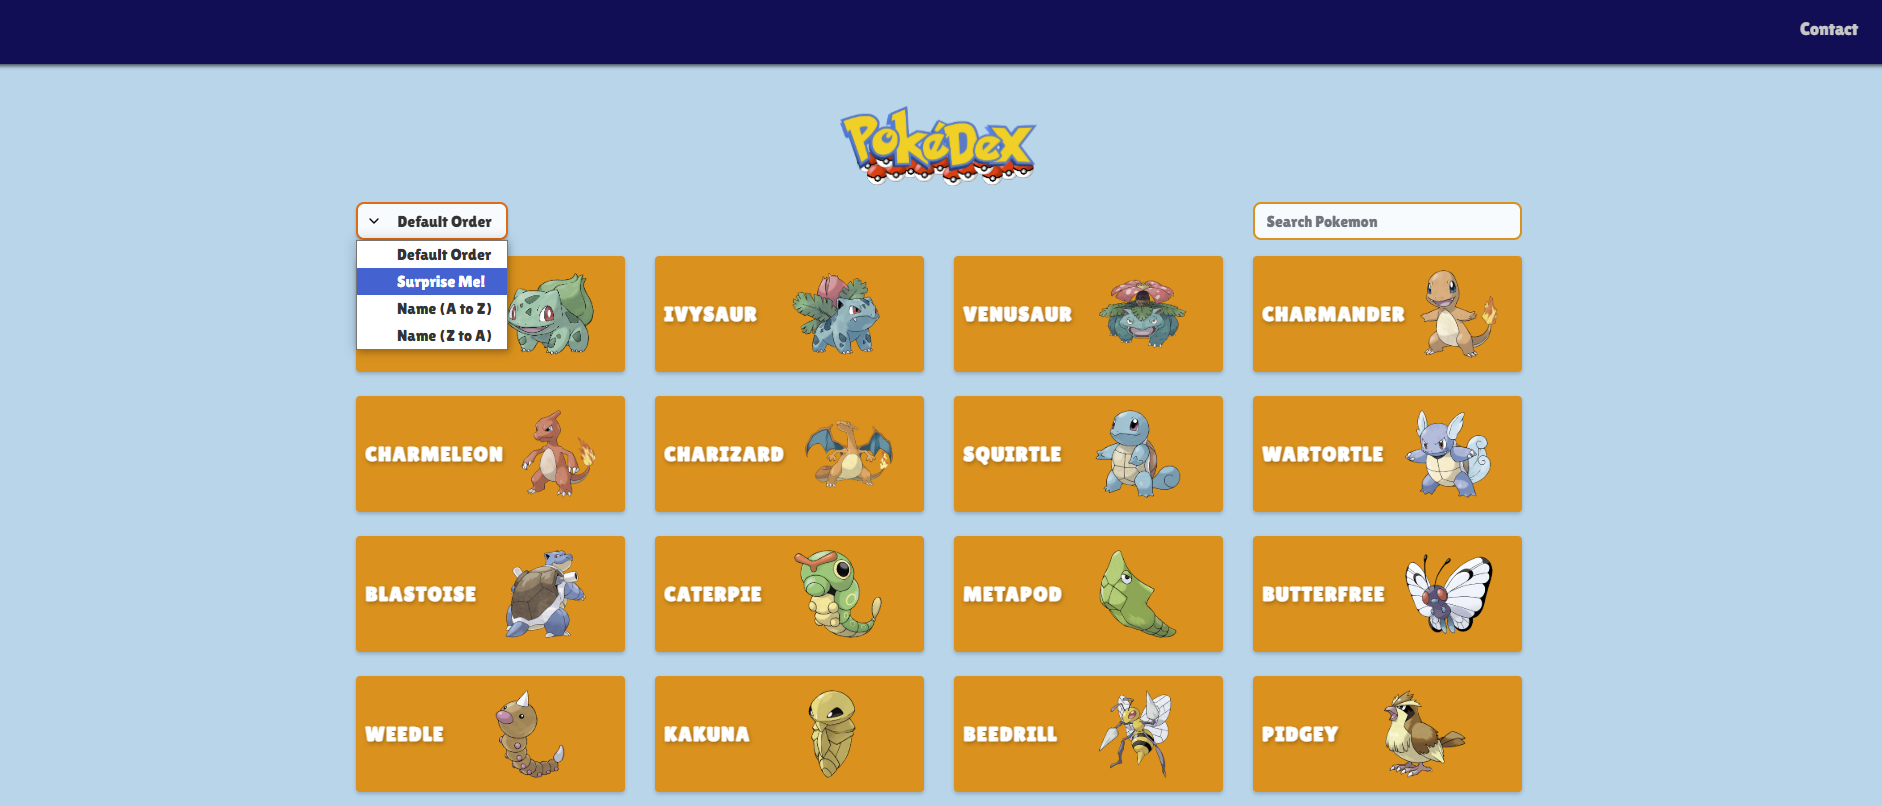 Contact
PokéDex
Default Order
Search Pokemon
Default Order
Surprise Me!
Name (A to Z)
Name (Z to A)
IVYSAUR
VENUSAUR
CHARMANDER
CHARMELEON
CHARIZARD
SQUIRTLE
WARTORTLE
BLASTOISE
CATERPIE
METAPOD
BUTTERFREE
WEEDLE
KAKUNA
BEEDRILL
PIDGEY